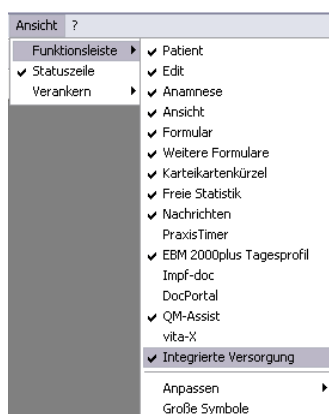 Ansicht ?
Funktionsleiste
Statuszeile
Verankern
Patient
Edit
Anamnese
Ansicht
Formular
Weitere Formulare
Karteikartenkürzel
Freie Statistik
Nachrichten
PraxisTimer
EBM 2000plus Tagesprofil
Impf-doc
DocPortal
QM-Assist
vita-X
Integrierte Versorgung
Anpassen
Große Symbole